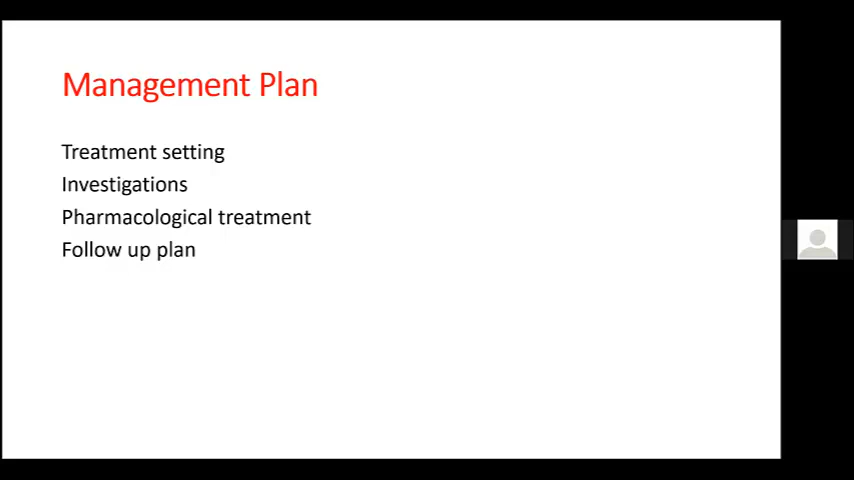 Management Plan
Treatment setting
Investigations
Pharmacological treatment
Follow up plan